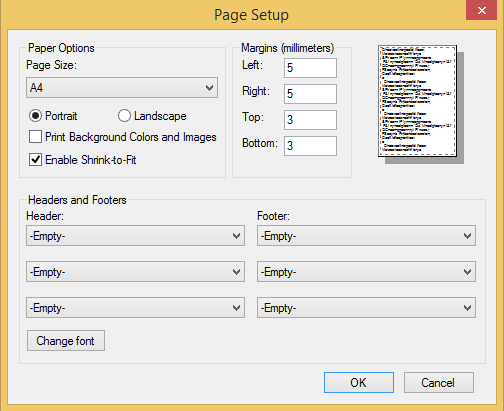 Page Setup
Paper Options
Page Size:
A4
Portrait
Landscape
Print Background Colors and Images
Enable Shrink-to-Fit
Margins (millimeters)
Left:
5
Right:
5
Top:
3
Bottom:
3
Headers and Footers
Header:
Footer:
-Empty-
-Empty-
-Empty-
-Empty-
-Empty-
-Empty-
Change font
OK
Cancel